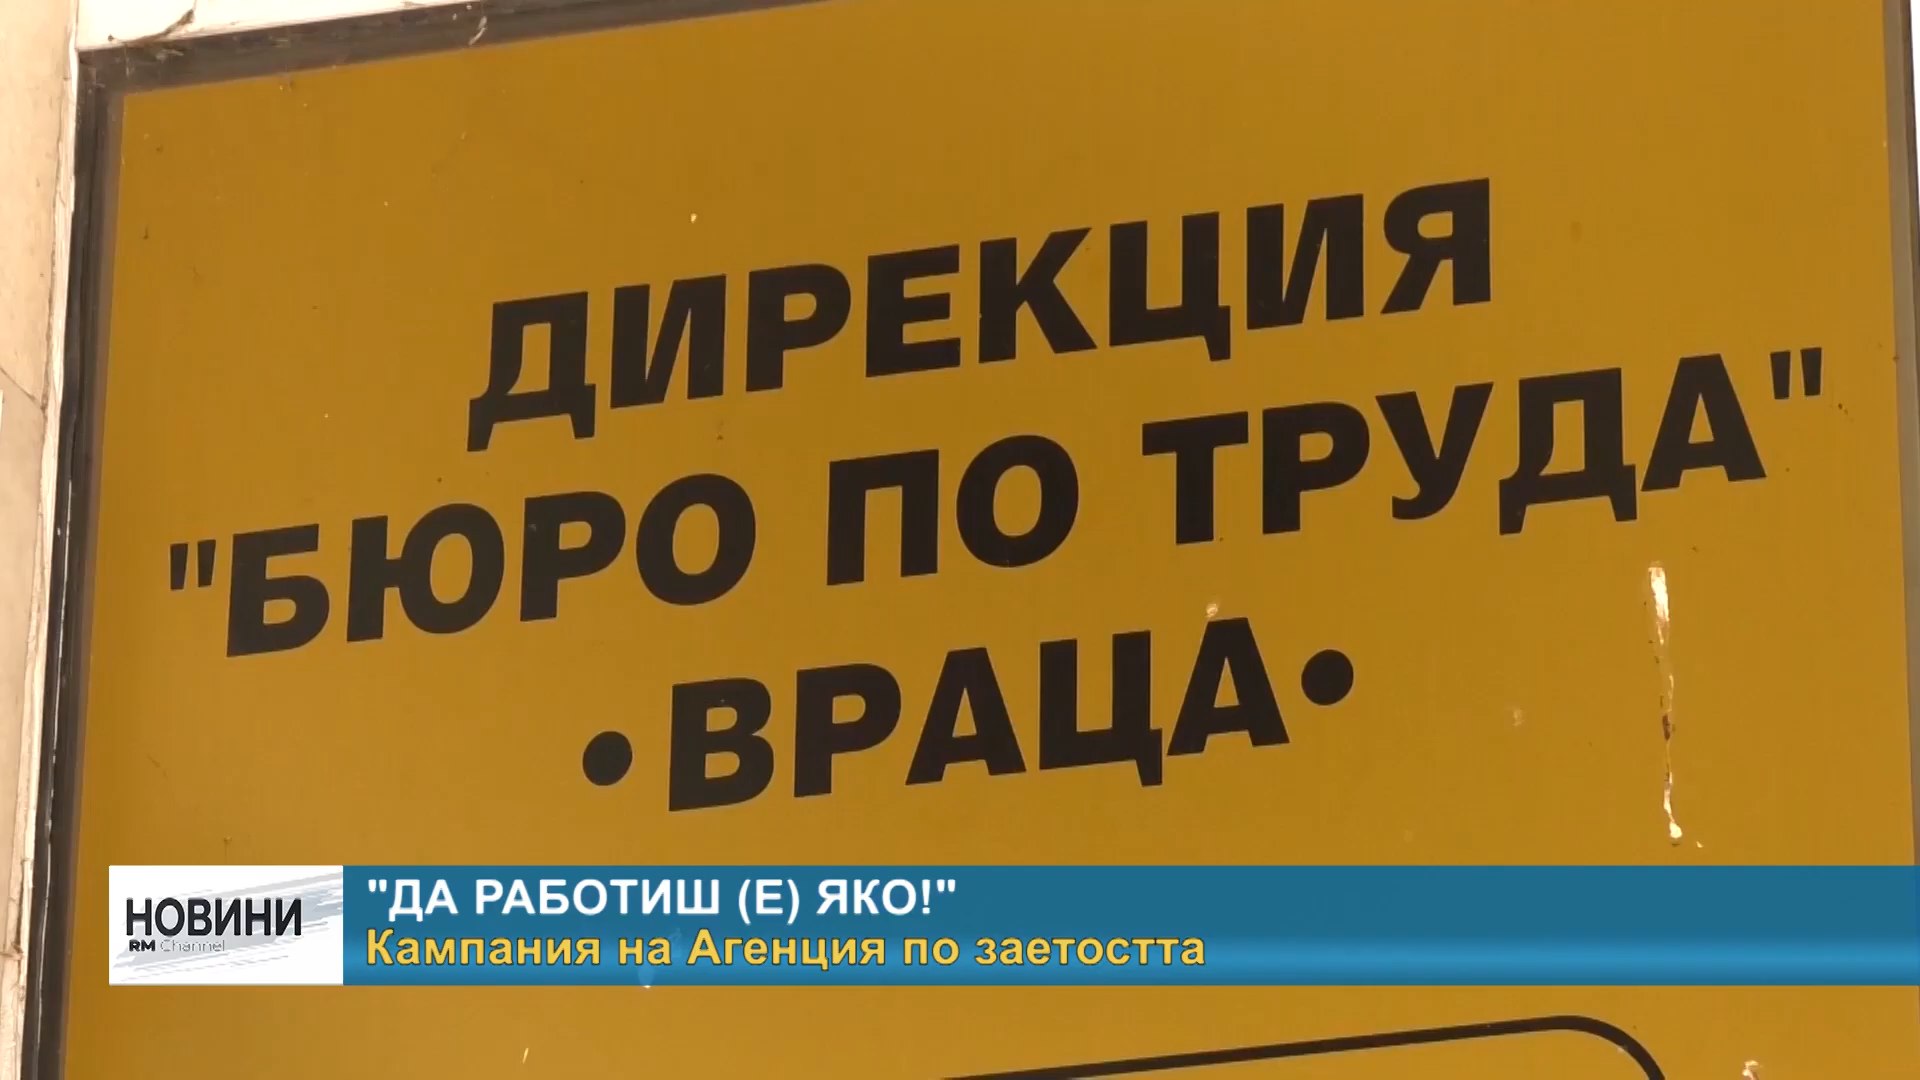 ДИРЕКЦИЯ
"БЮРО ПО ТРУДА"
•ВРАЦА•
НОВИНИ
RM Channel
"ДА РАБОТИШ (Е) ЯКО!"
Кампания на Агенция по заетостта